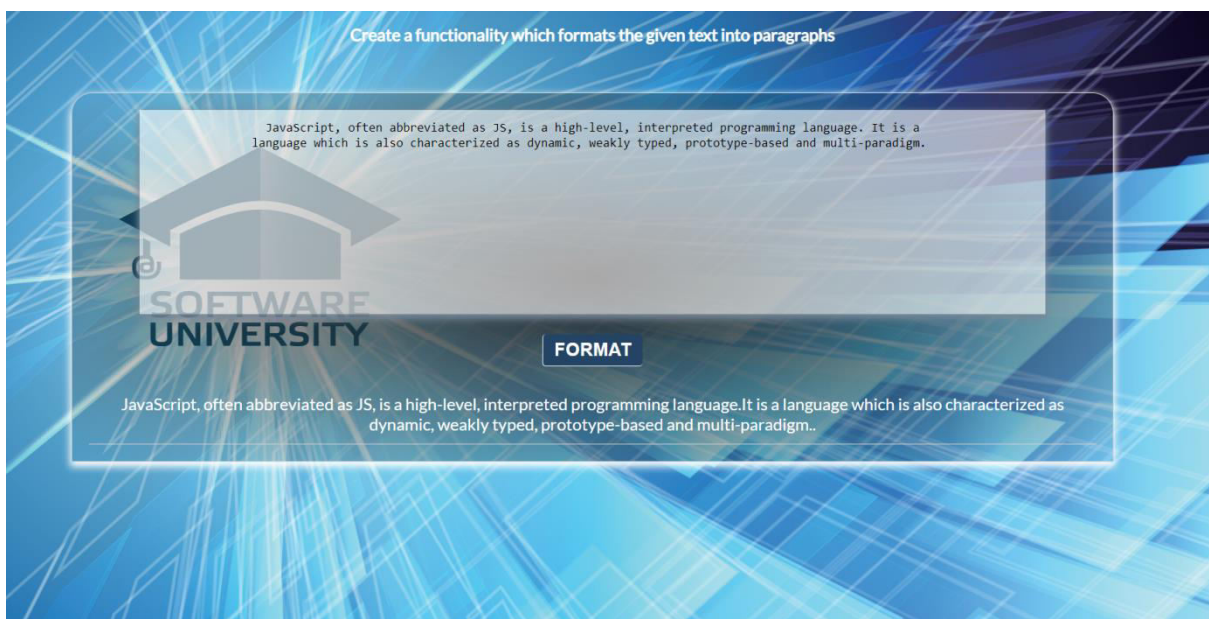 Create a functionality which formats the given text into paragraphs
JavaScript, often abbreviated as JS, is a high-level, interpreted programming language. It is a
language which is also characterized as dynamic, weakly typed, prototype-based and multi-paradigm.
SOFTWARE
UNIVERSITY
FORMAT
JavaScript, often abbreviated as JS, is a high-level, interpreted programming language.It is a language which is also characterized as
dynamic, weakly typed, prototype-based and multi-paradigm..